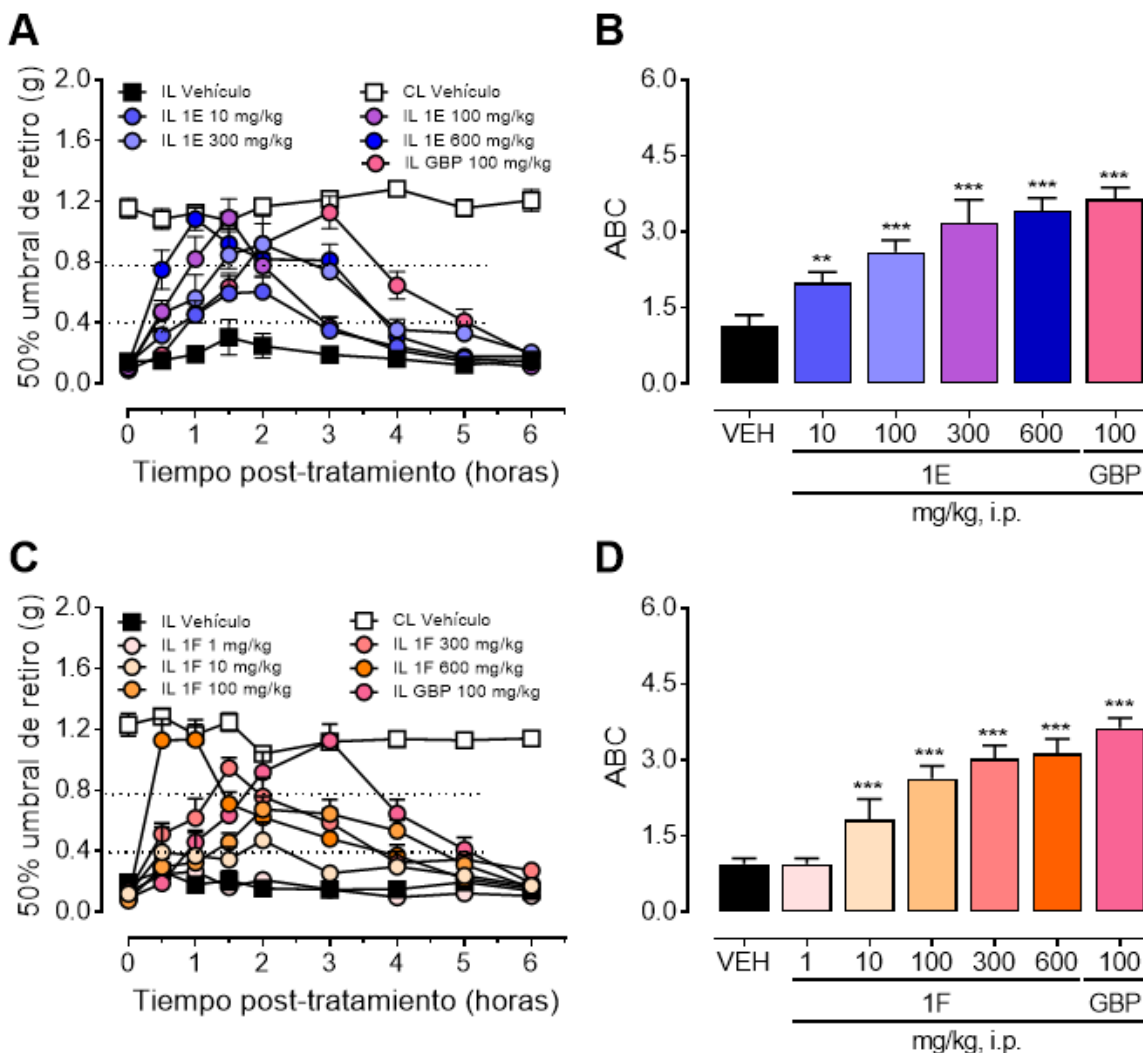 A
50% umbral de retiro (g)
2.0
1.6
1.2
0.8
0.4
0.0
IL Vehículo
IL 1E 10 mg/kg
IL 1E 300 mg/kg
CL Vehículo
IL 1E 100 mg/kg
IL 1E 600 mg/kg
IL GBP 100 mg/kg
0 1 2 3 4 5 6
Tiempo post-tratamiento (horas)
B
ABC
6.0
4.5
3.0
1.5
0.0
** *** *** *** ***
VEH 10 100 300 600 100
1E GBP
mg/kg, i.p.
C
50% umbral de retiro (g)
2.0
1.6
1.2
0.8
0.4
0.0
IL Vehículo
IL 1F 1 mg/kg
IL 1F 10 mg/kg
IL 1F 100 mg/kg
CL Vehículo
IL 1F 300 mg/kg
IL 1F 600 mg/kg
IL GBP 100 mg/kg
0 1 2 3 4 5 6
Tiempo post-tratamiento (horas)
D
ABC
6.0
4.5
3.0
1.5
0.0
*** *** *** *** ***
VEH 1 10 100 300 600 100
1F GBP
mg/kg, i.p.